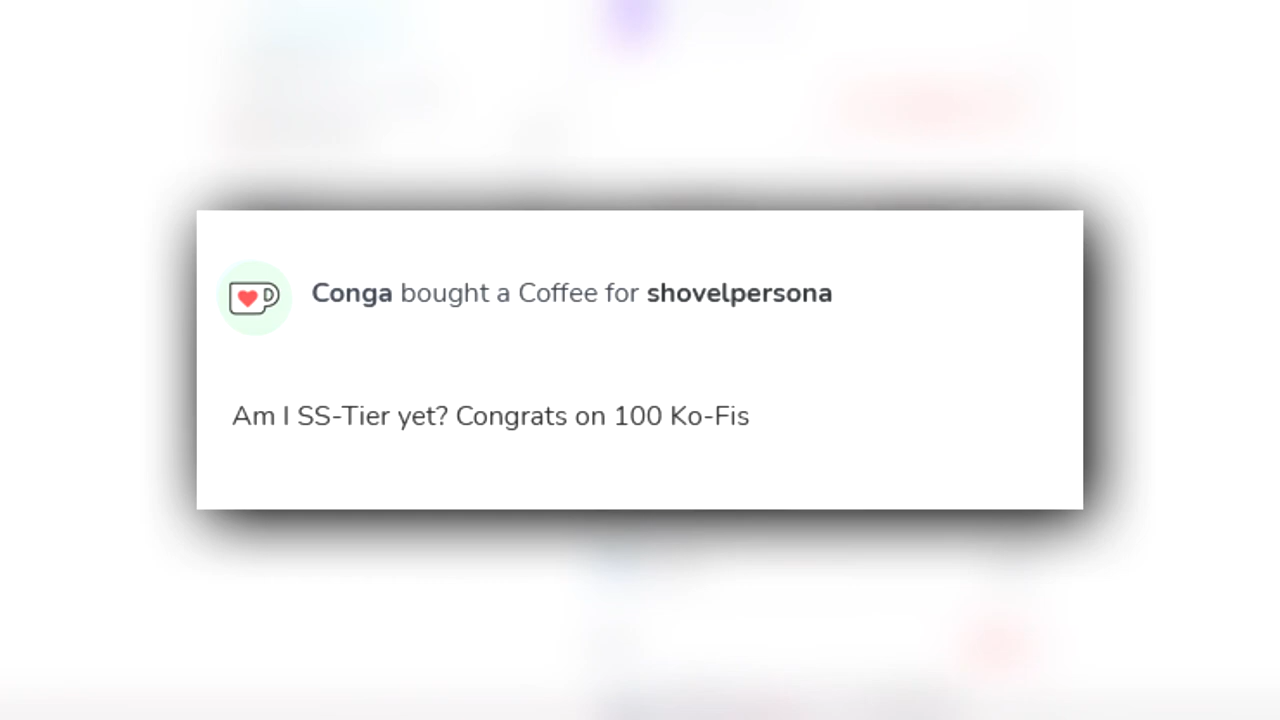 Conga bought a Coffee for shovelpersona
Am I SS-Tier yet? Congrats on 100 Ko-Fis